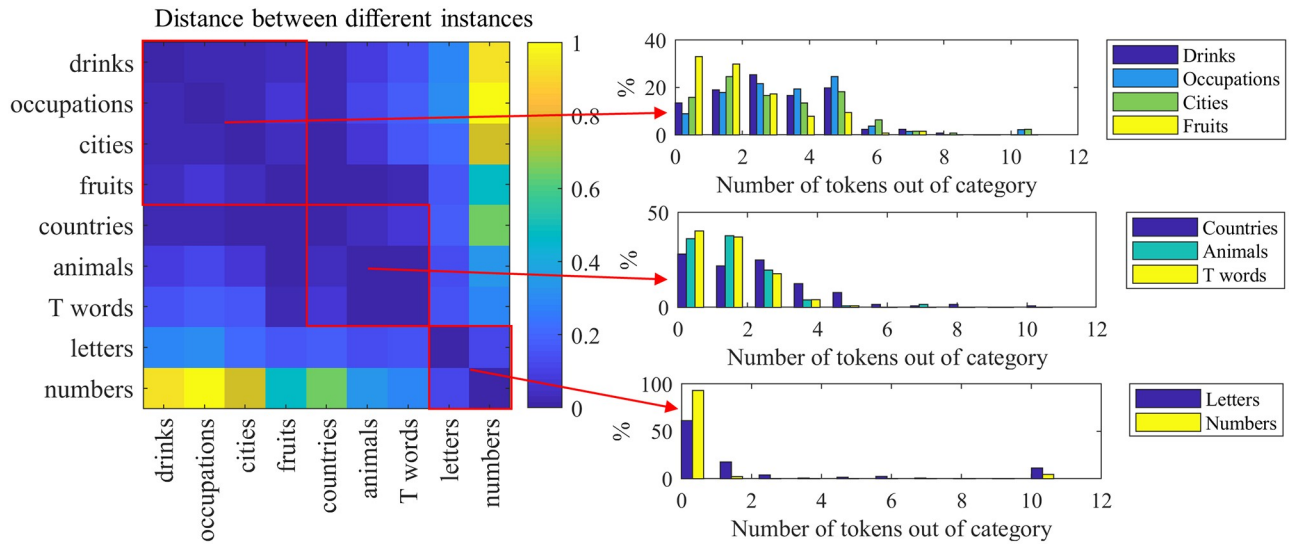 Distance between different instances
drinks
occupations
cities
fruits
countries
animals
T words
letters
numbers
drinks
occupations
cities
fruits
countries
animals
T words
letters
numbers
1
0.8
0.6
0.4
0.2
0
40
20
0
%
0 2 4 6 8 10 12
Number of tokens out of category
Drinks
Occupations
Cities
Fruits
50
0
%
0 2 4 6 8 10 12
Number of tokens out of category
Countries
Animals
T words
100
50
0
%
0 2 4 6 8 10 12
Number of tokens out of category
Letters
Numbers